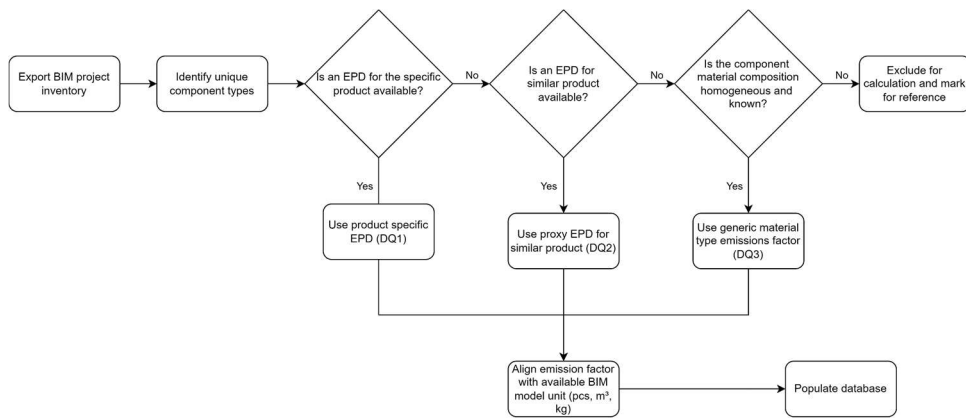 Export BIM project
inventory
Identify unique
component types
Is an EPD for the specific
product available?
No
Is an EPD for
similar product
available?
No
Is the component
material composition
homogeneous and
known?
No
Exclude for
calculation and mark
for reference
Yes
Yes
Yes
Use product specific
EPD (DQ1)
Use proxy EPD for
similar product (DQ2)
Use generic material
type emissions factor
(DQ3)
Align emission factor
with available BIM
model unit (pcs, m³,
kg)
Populate database